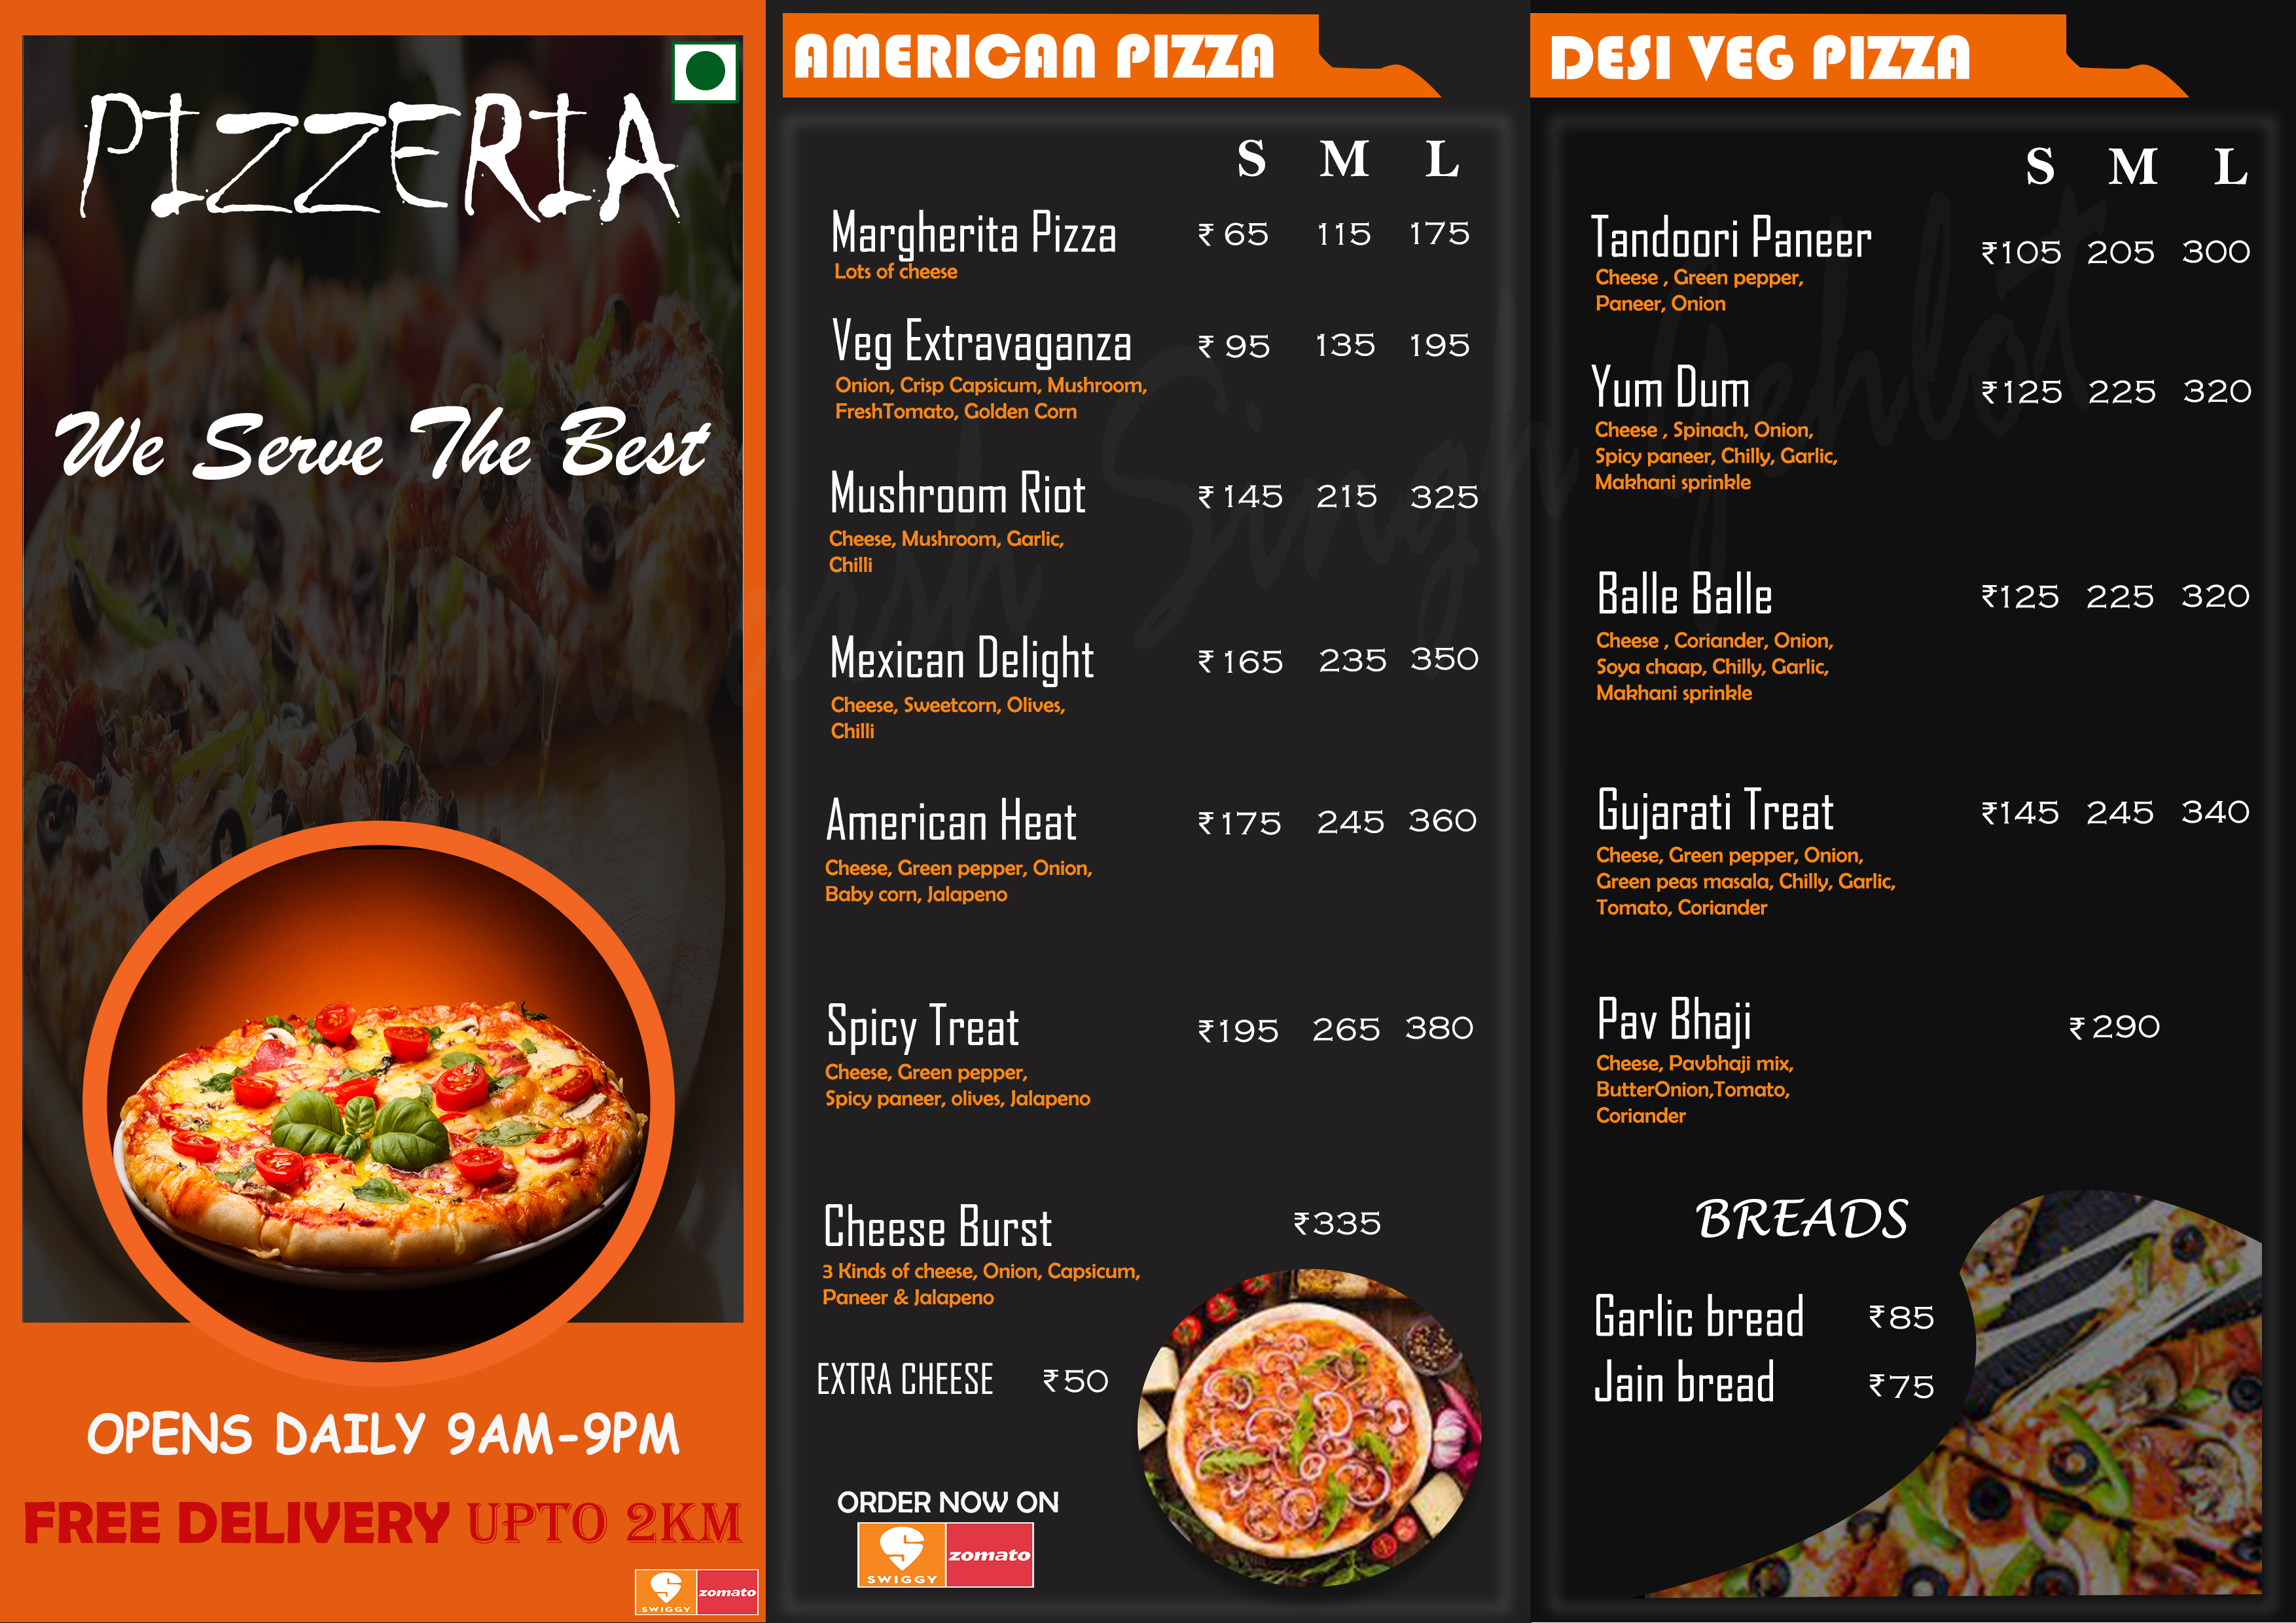 PIZZERIA
We Serve The Best
OPENS DAILY 9AM-9PM
FREE DELIVERY UPTO 2KM
SWIGGY zomato
AMERICAN PIZZA
S M L
Margherita Pizza ₹ 65 115 175
Lots of cheese
Veg Extravaganza ₹ 95 135 195
Onion, Crisp Capsicum, Mushroom,
FreshTomato, Golden Corn
Mushroom Riot ₹ 145 215 325
Cheese, Mushroom, Garlic,
Chilli
Mexican Delight ₹ 165 235 350
Cheese, Sweetcorn, Olives,
Chilli
American Heat ₹ 175 245 360
Cheese, Green pepper, Onion,
Baby corn, Jalapeno
Spicy Treat ₹195 265 380
Cheese, Green pepper,
Spicy paneer, olives, Jalapeno
Cheese Burst ₹335
3 Kinds of cheese, Onion, Capsicum,
Paneer & Jalapeno
EXTRA CHEESE ₹50
ORDER NOW ON
SWIGGY zomato
DESI VEG PIZZA
S M L
Tandoori Paneer ₹105 205 300
Cheese , Green pepper,
Paneer, Onion
Yum Dum ₹125 225 320
Cheese , Spinach, Onion,
Spicy paneer, Chilly, Garlic,
Makhani sprinkle
Balle Balle ₹125 225 320
Cheese , Coriander, Onion,
Soya chaap, Chilly, Garlic,
Makhani sprinkle
Gujarati Treat ₹145 245 340
Cheese, Green pepper, Onion,
Green peas masala, Chilly, Garlic,
Tomato, Coriander
Pav Bhaji ₹ 290
Cheese, Pavbhaji mix,
ButterOnion,Tomato,
Coriander
BREADS
Garlic bread ₹85
Jain bread ₹75
Singh Gehlot